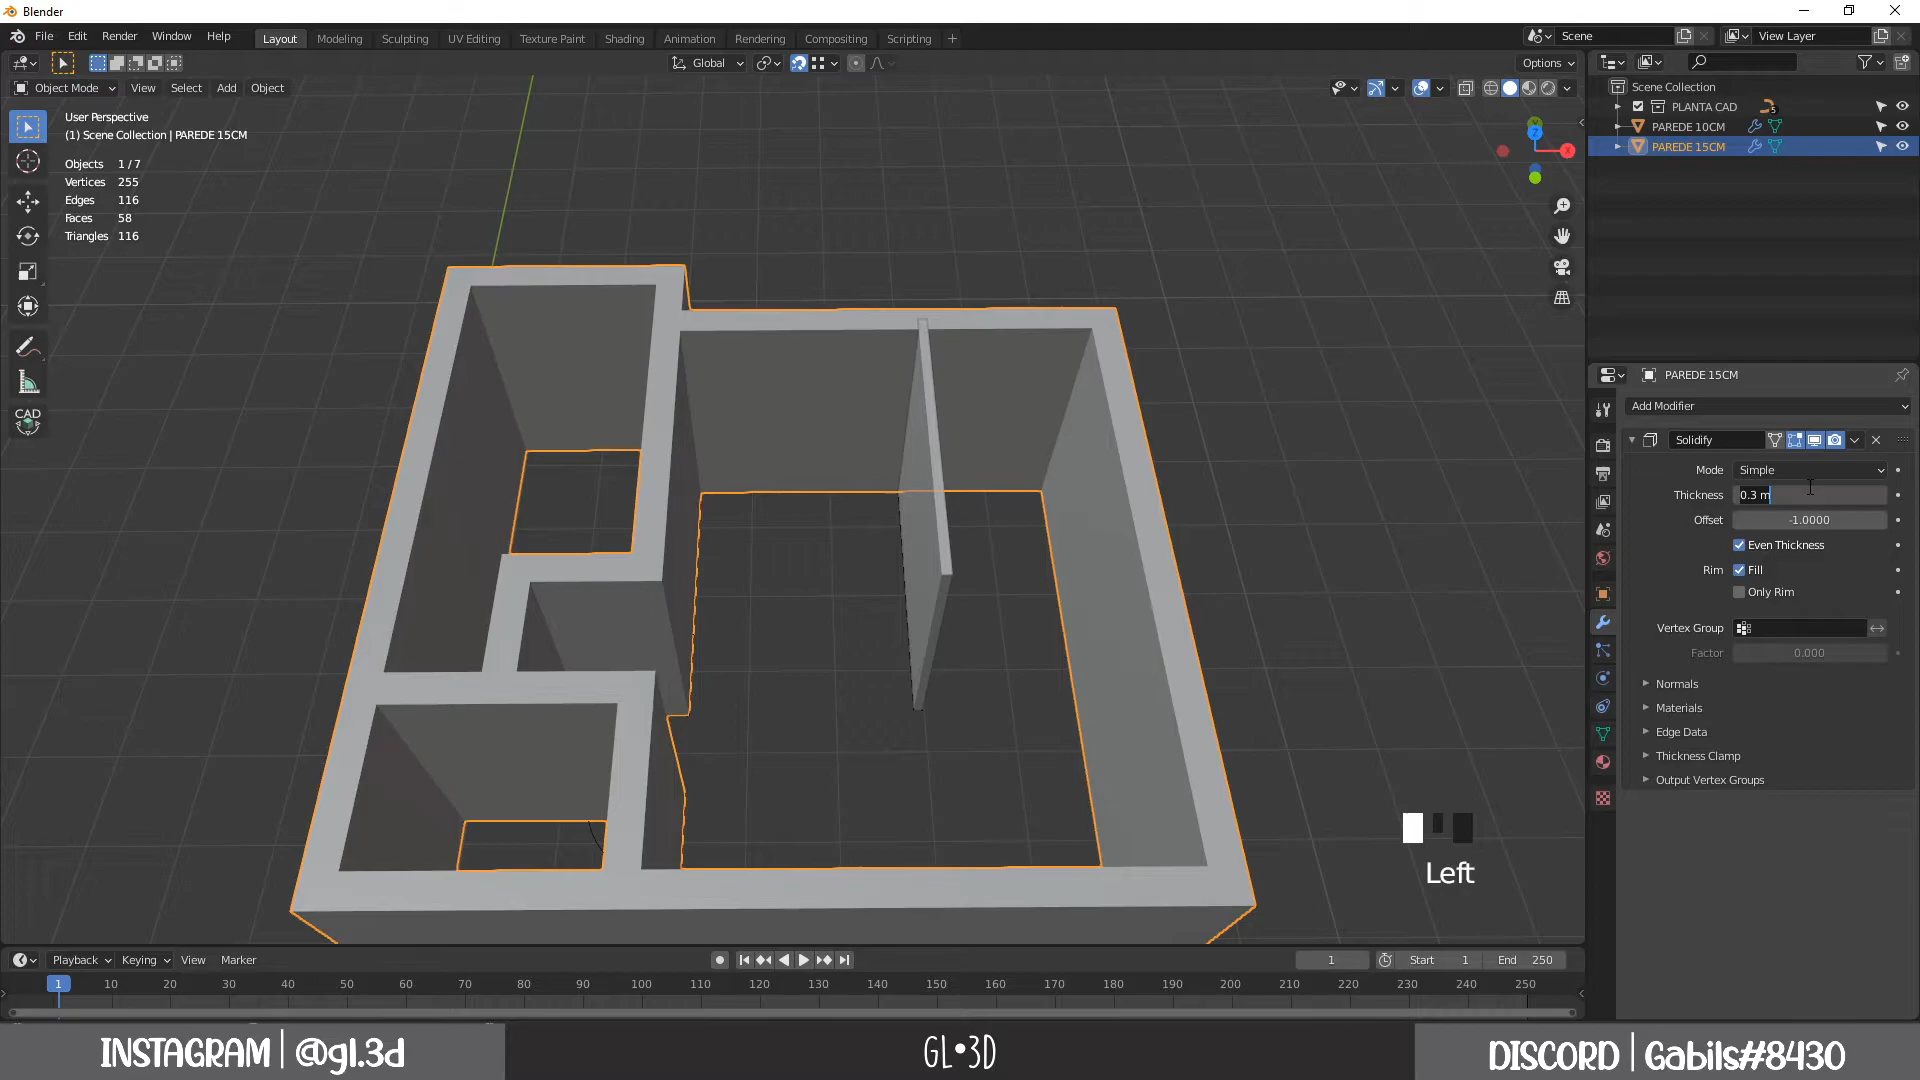 Blender
File Edit Render Window Help
Layout Modeling Sculpting UV Editing Texture Paint Shading Animation Rendering Compositing Scripting +
Scene
View Layer
Global
Options
Object Mode View Select Add Object
User Perspective
(1) Scene Collection | PAREDE 15CM
Objects 1/7
Vertices 255
Edges 116
Faces 58
Triangles 116
CAD
Y
Z
X
Scene Collection
PLANTA CAD 5
PAREDE 10CM
PAREDE 15CM
PAREDE 15CM
Add Modifier
Solidify
Mode Simple
Thickness 0.3 m
Offset -1.0000
Even Thickness
Rim Fill
Only Rim
Vertex Group
Factor 0.000
Normals
Materials
Edge Data
Thickness Clamp
Output Vertex Groups
Left
Playback Keying View Marker
1 Start 1 End 250
1 10 20 30 40 50 60 70 80 90 100 110 120 130 140 150 160 170 180 190 200 210 220 230 240 250
INSTAGRAM | @gl.3d
GL•3D
DISCORD | Gabils#8430